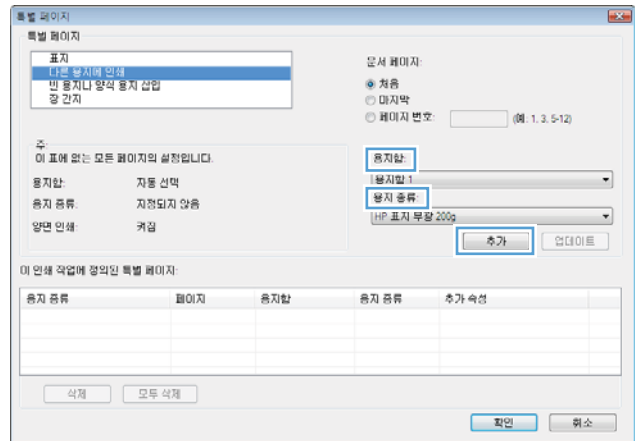 특별 페이지
특별 페이지
표지
다른 용지에 인쇄
빈 용지나 양식 용지 삽입
장 간지
문서 페이지:
처음
마지막
페이지 번호: (예: 1, 3, 5-12)
주:
이 표에 없는 모든 페이지의 설정입니다.
용지함: 자동 선택
용지 종류: 지정되지 않음
양면 인쇄: 켜짐
용지함:
용지함 1
용지 종류:
HP 표지 무광 200g
추가 업데이트
이 인쇄 작업에 정의된 특별 페이지:
용지 종류 페이지 용지함 용지 종류 추가 속성
삭제 모두 삭제
확인 취소